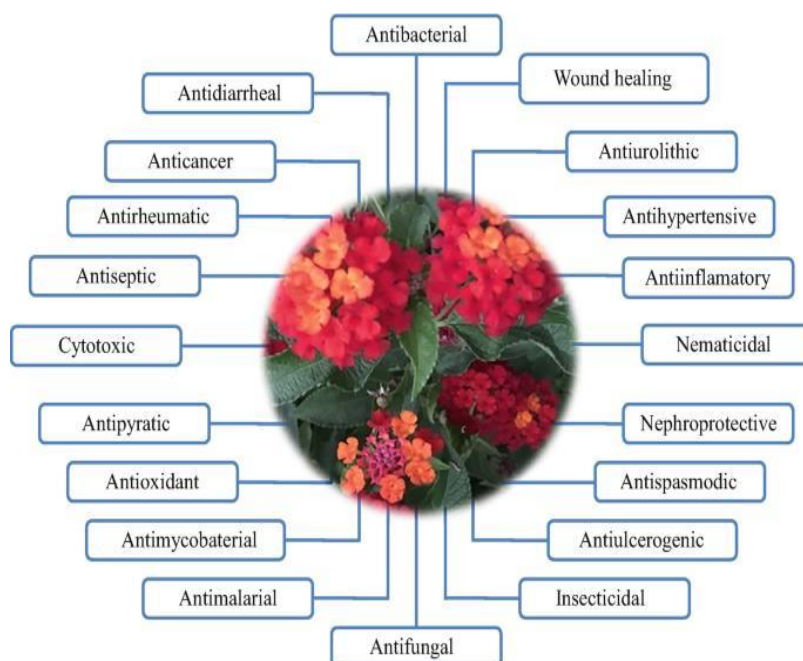 Antibacterial
Wound healing
Antidiarrheal
Anticancer
Antiurolithic
Antirheumatic
Antihypertensive
Antiseptic
Antiinflamatory
Cytotoxic
Nematicidal
Antipyratic
Nephroprotective
Antioxidant
Antispasmodic
Antimycobaterial
Antiulcerogenic
Antimalarial
Insecticidal
Antifungal